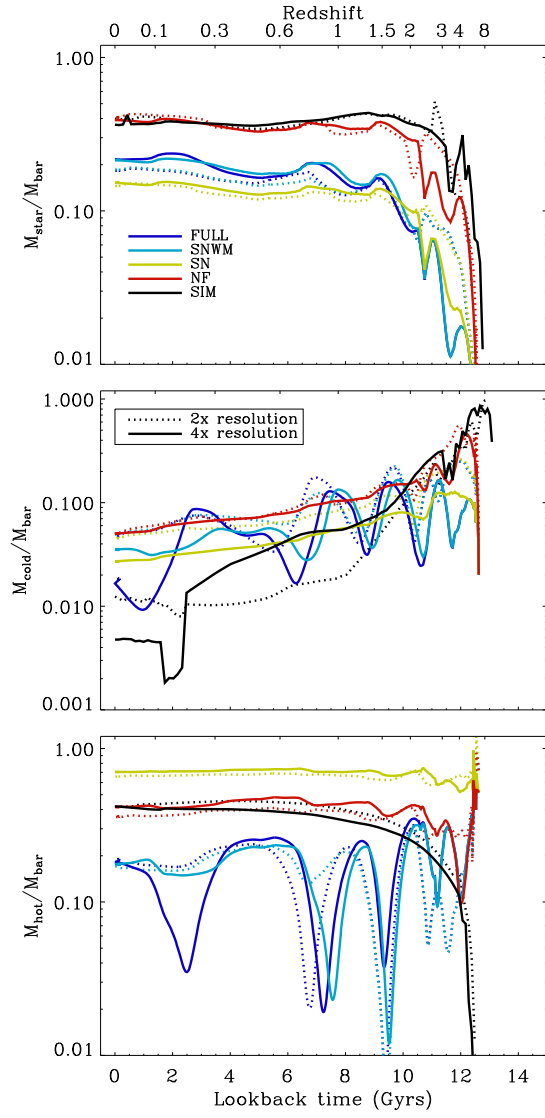 Redshift
0 0.1 0.3 0.6 1 1.5 2 3 4 8
1.00
0.10
0.01
M_star/M_bar
FULL
SNWM
SN
NF
SIM
1.000
0.100
0.010
0.001
M_cold/M_bar
2x resolution
4x resolution
1.00
0.10
0.01
M_hot/M_bar
0 2 4 6 8 10 12 14
Lookback time (Gyrs)